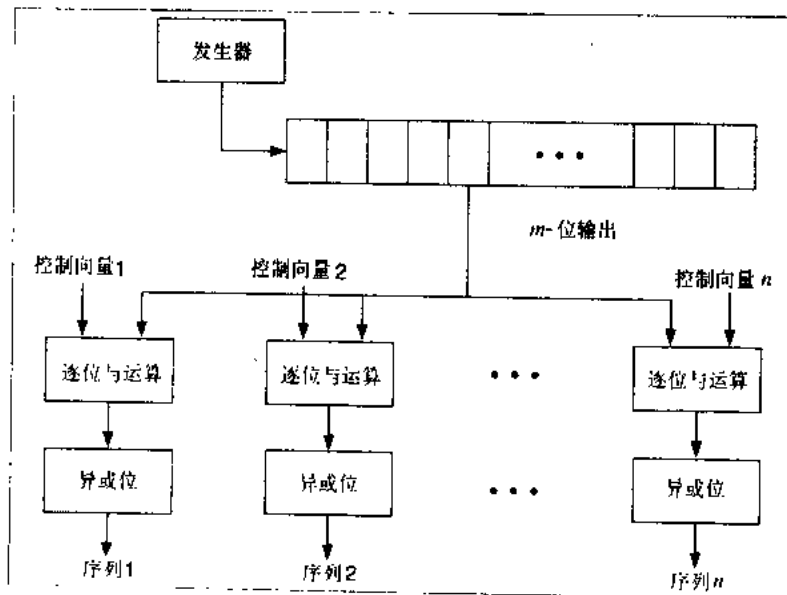 发生器
m-位输出
控制向量1
控制向量2
控制向量n
逐位与运算
逐位与运算
逐位与运算
异或位
异或位
异或位
序列1
序列2
序列n